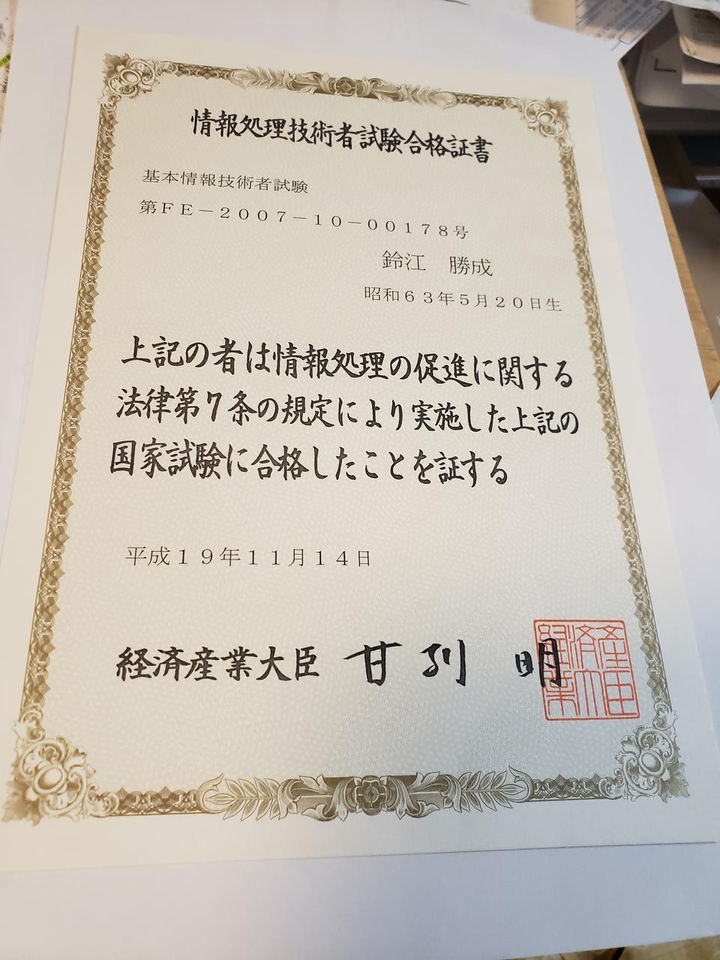 情報処理技術者試験合格証書
基本情報技術者試験
第FE-2007-10-00178号
鈴江 勝成
昭和63年5月20日生
上記の者は情報処理の促進に関する
法律第7条の規定により実施した上記の
国家試験に合格したことを証する
平成19年11月14日
経済産業大臣 甘利 明